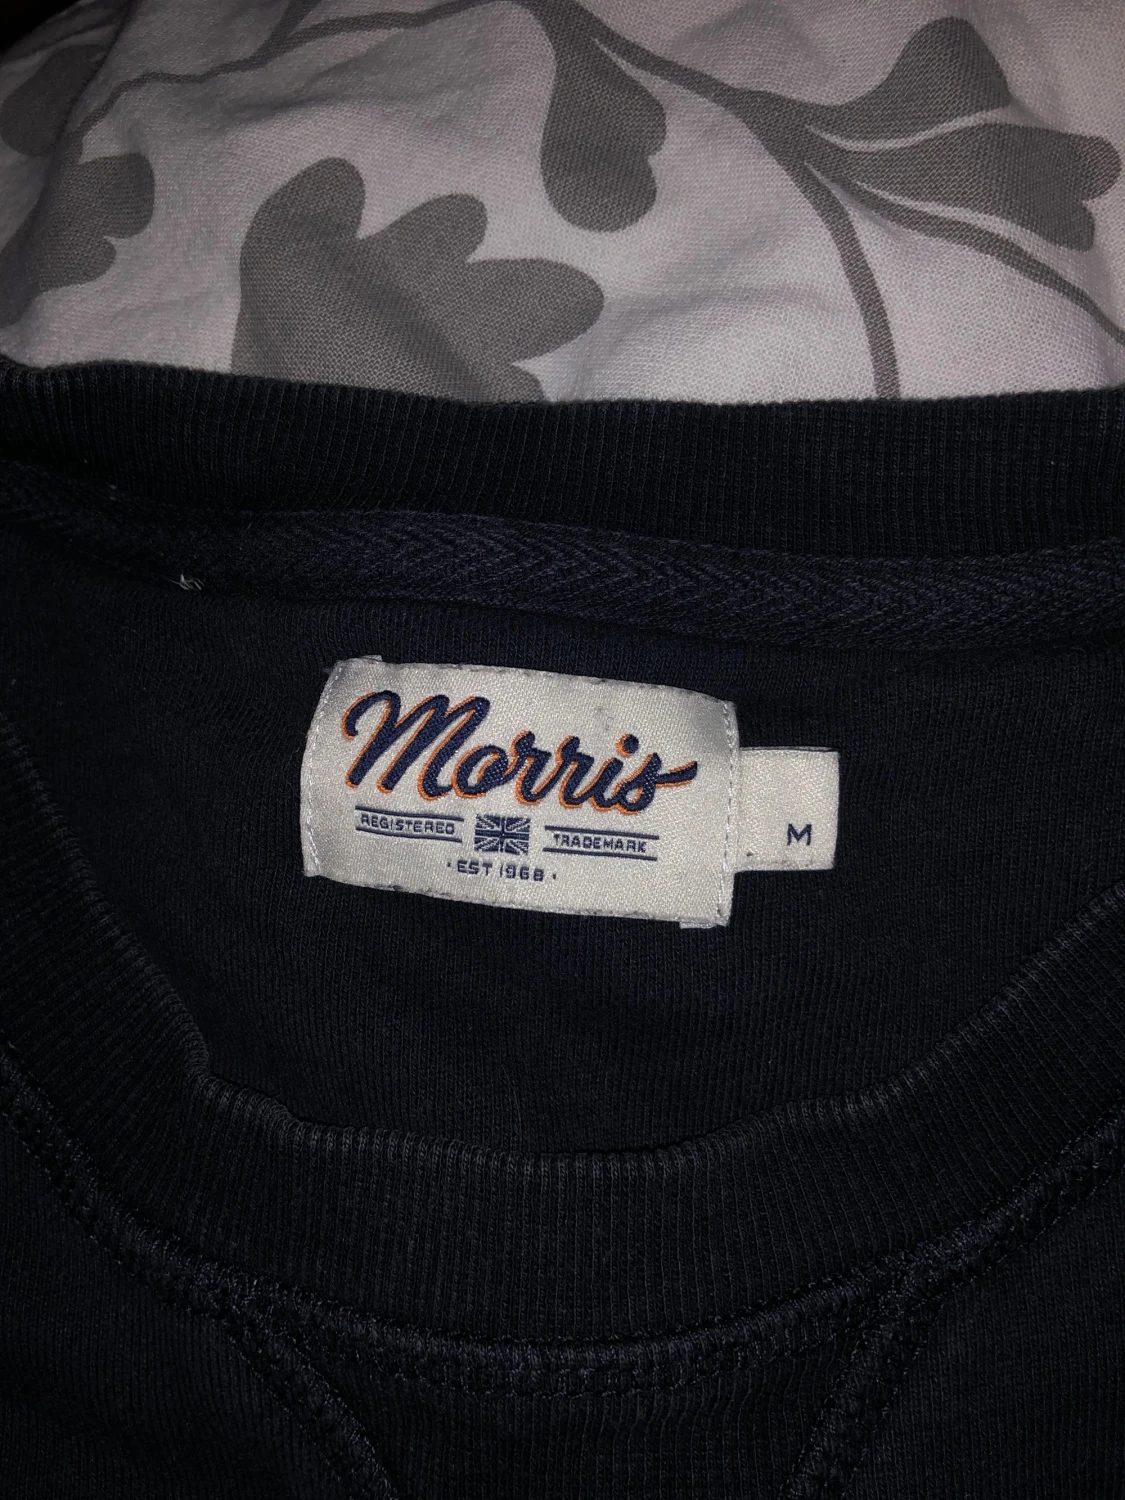 Morris
REGISTERED TRADEMARK
· EST 1968 ·
M